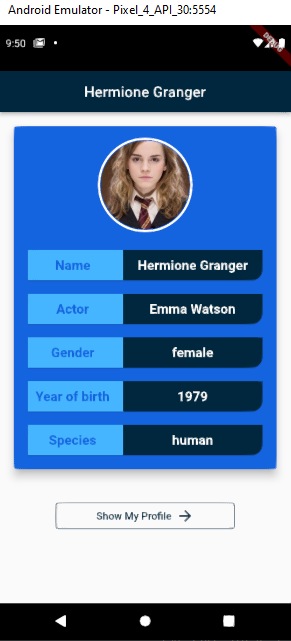 Android Emulator - Pixel_4_API_30:5554
9:50
DEBUG
Hermione Granger
Name Hermione Granger
Actor Emma Watson
Gender female
Year of birth 1979
Species human
Show My Profile